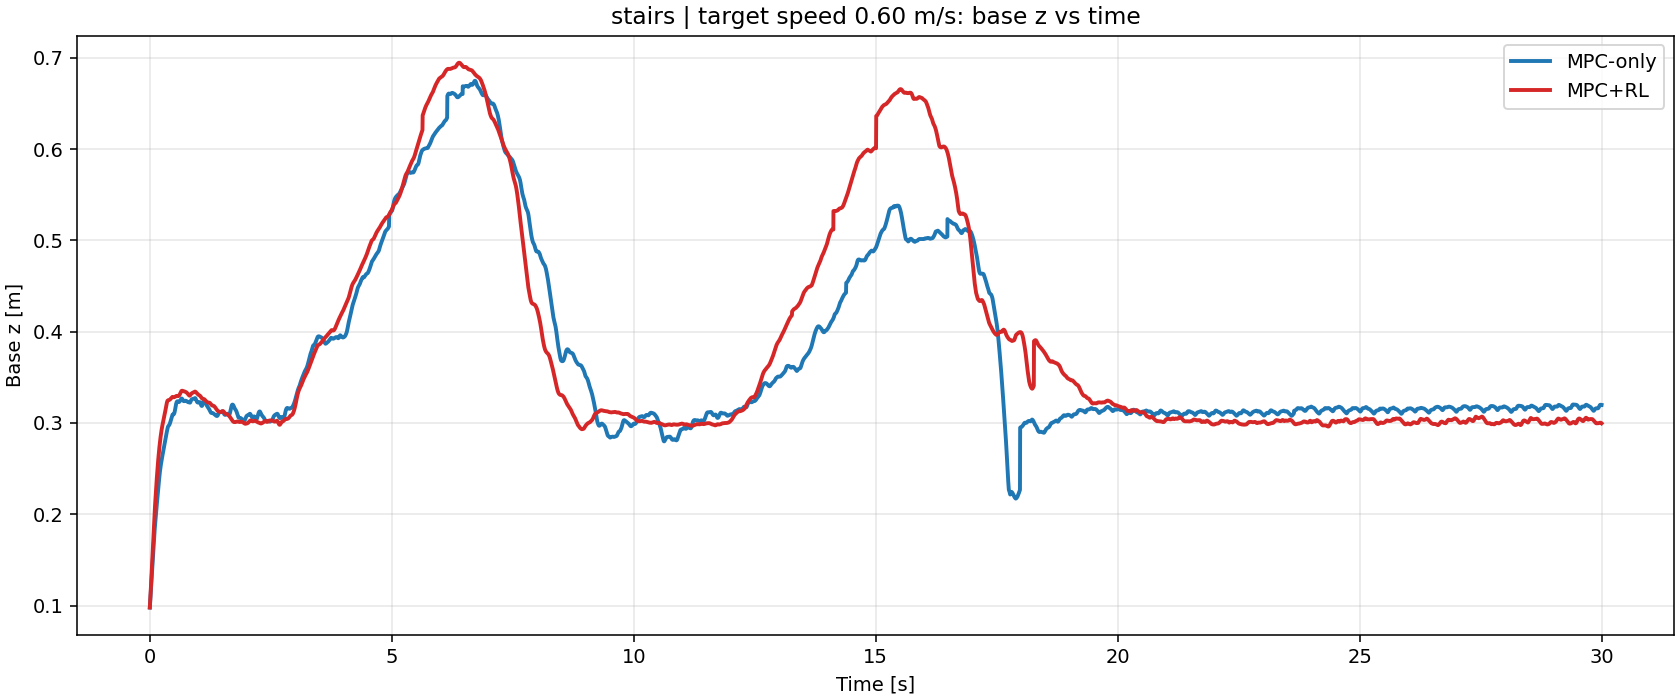 stairs | target speed 0.60 m/s: base z vs time
MPC-only
MPC+RL
Base z [m]
0.7
0.6
0.5
0.4
0.3
0.2
0.1
0 5 10 15 20 25 30
Time [s]